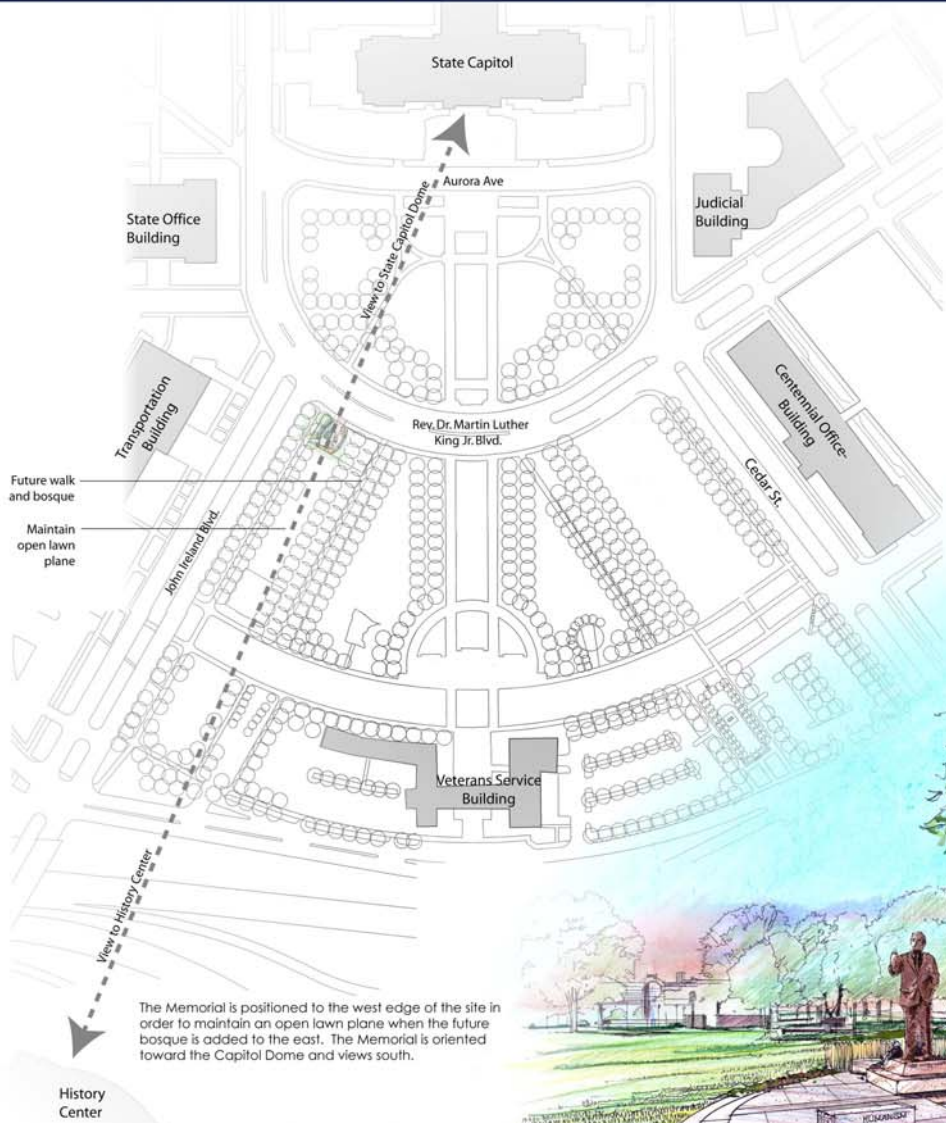 State Capitol
Aurora Ave
View to State Capitol Dome
State Office
Building
Judicial
Building
Transportation
Building
Centennial Office-
Building
Rev. Dr. Martin Luther
King Jr. Blvd.
Future walk
and bosque
Maintain
open lawn
plane
John Ireland Blvd.
Cedar St.
Veterans Service
Building
View to History Center
The Memorial is positioned to the west edge of the site in
order to maintain an open lawn plane when the future
bosque is added to the east. The Memorial is oriented
toward the Capitol Dome and views south.
History
Center
HUMANISM